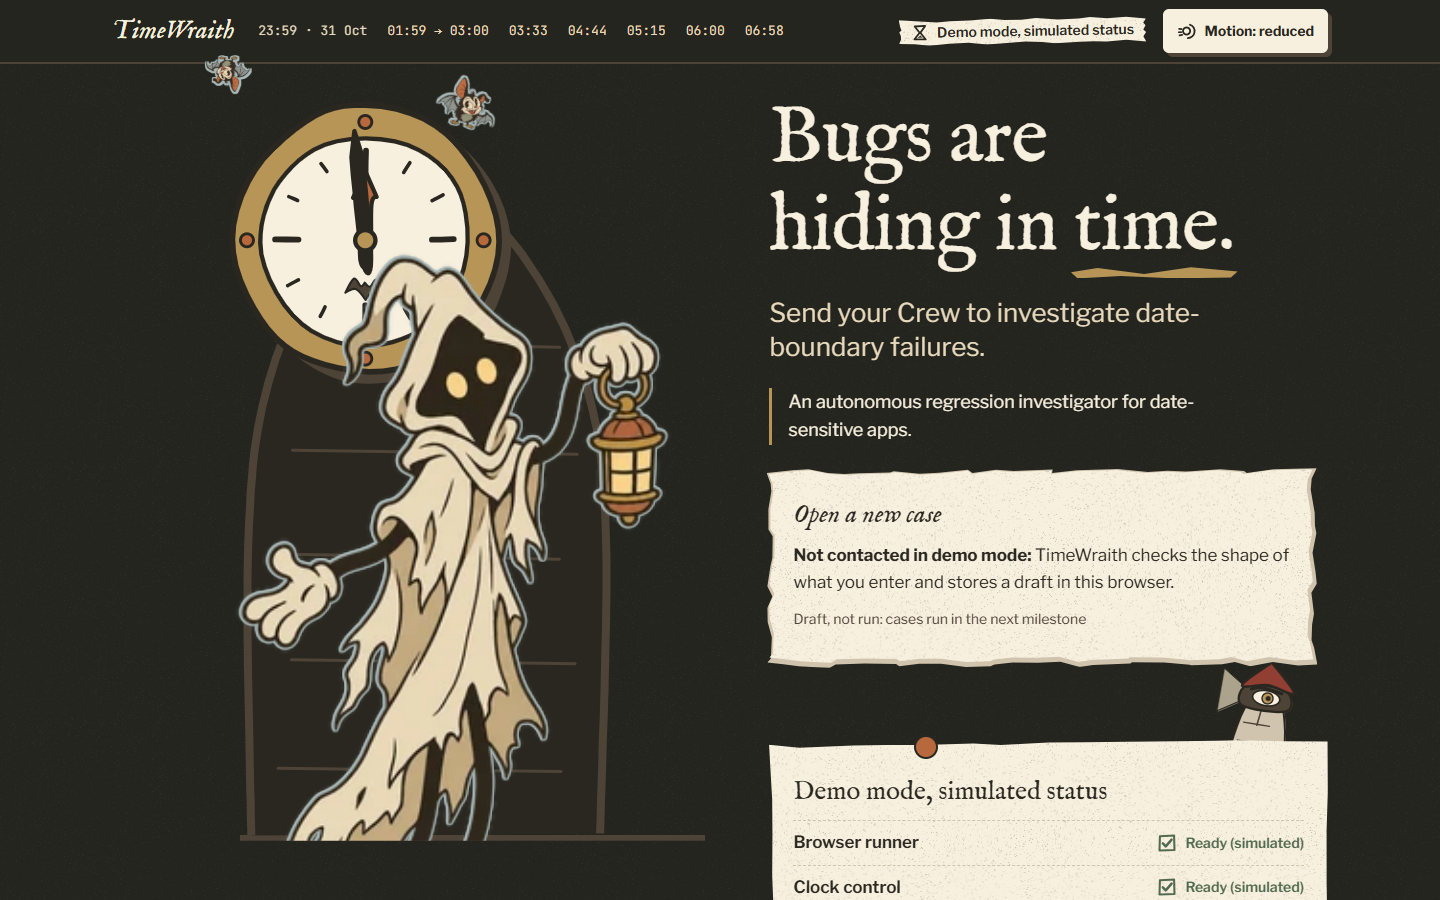 TimeWraith
23:59 · 31 Oct 01:59 → 03:00 03:33 04:44 05:15 06:00 06:58
Demo mode, simulated status
Motion: reduced
Bugs are
hiding in time.
Send your Crew to investigate date-
boundary failures.
An autonomous regression investigator for date-
sensitive apps.
Open a new case
Not contacted in demo mode: TimeWraith checks the shape of
what you enter and stores a draft in this browser.
Draft, not run: cases run in the next milestone
Demo mode, simulated status
Browser runner Ready (simulated)
Clock control Ready (simulated)